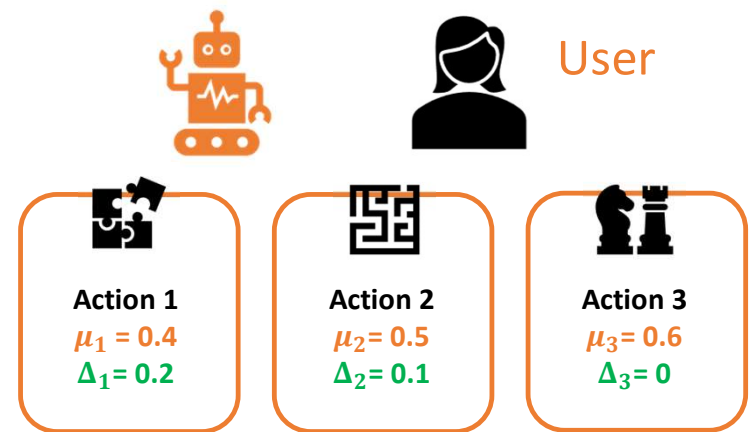 User
Action 1
μ₁ = 0.4
Δ₁= 0.2
Action 2
μ₂= 0.5
Δ₂= 0.1
Action 3
μ₃= 0.6
Δ₃= 0